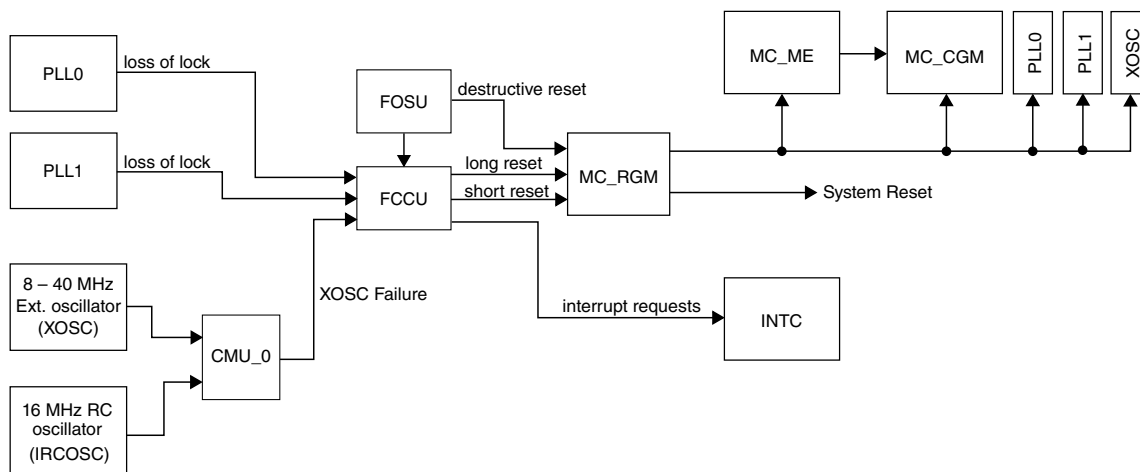 PLL0
loss of lock
PLL1
loss of lock
8 – 40 MHz
Ext. oscillator
(XOSC)
16 MHz RC
oscillator
(IRCOSC)
CMU_0
XOSC Failure
FOSU
destructive reset
FCCU
long reset
short reset
MC_RGM
interrupt requests
INTC
System Reset
MC_ME
MC_CGM
PLL0
PLL1
XOSC